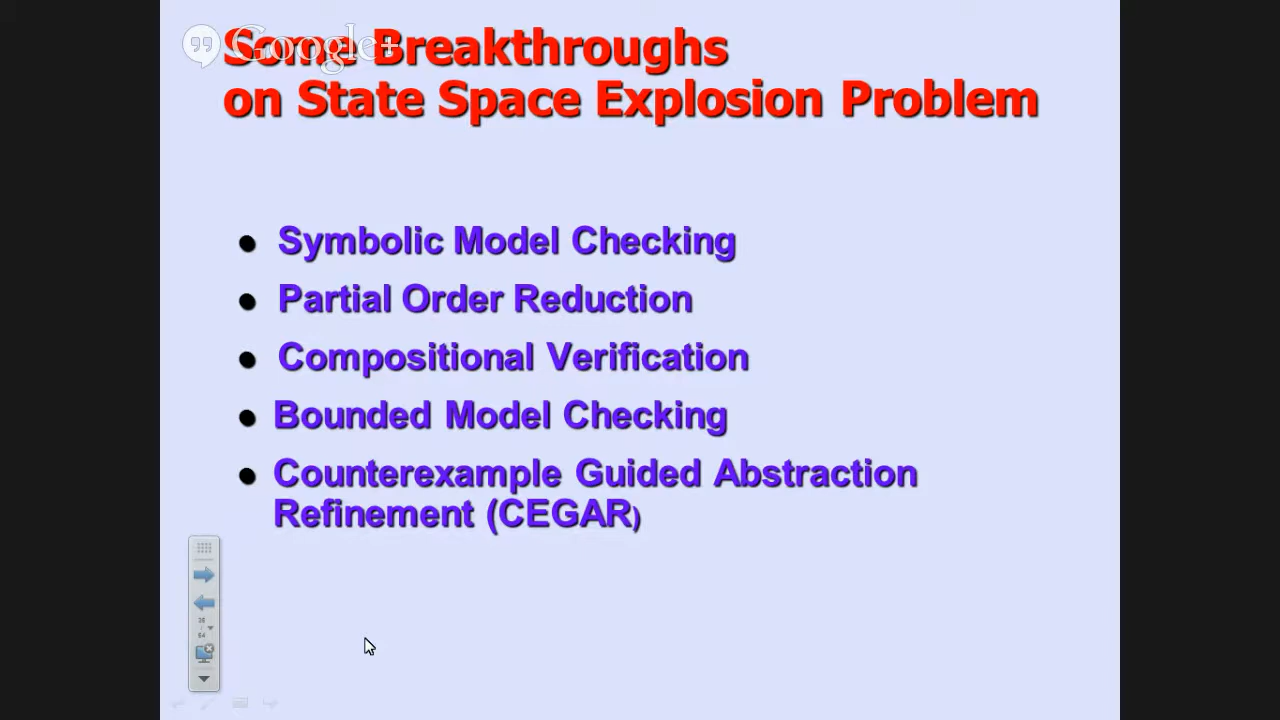 Google+
Some Breakthroughs
on State Space Explosion Problem
● Symbolic Model Checking
● Partial Order Reduction
● Compositional Verification
● Bounded Model Checking
● Counterexample Guided Abstraction
Refinement (CEGAR)